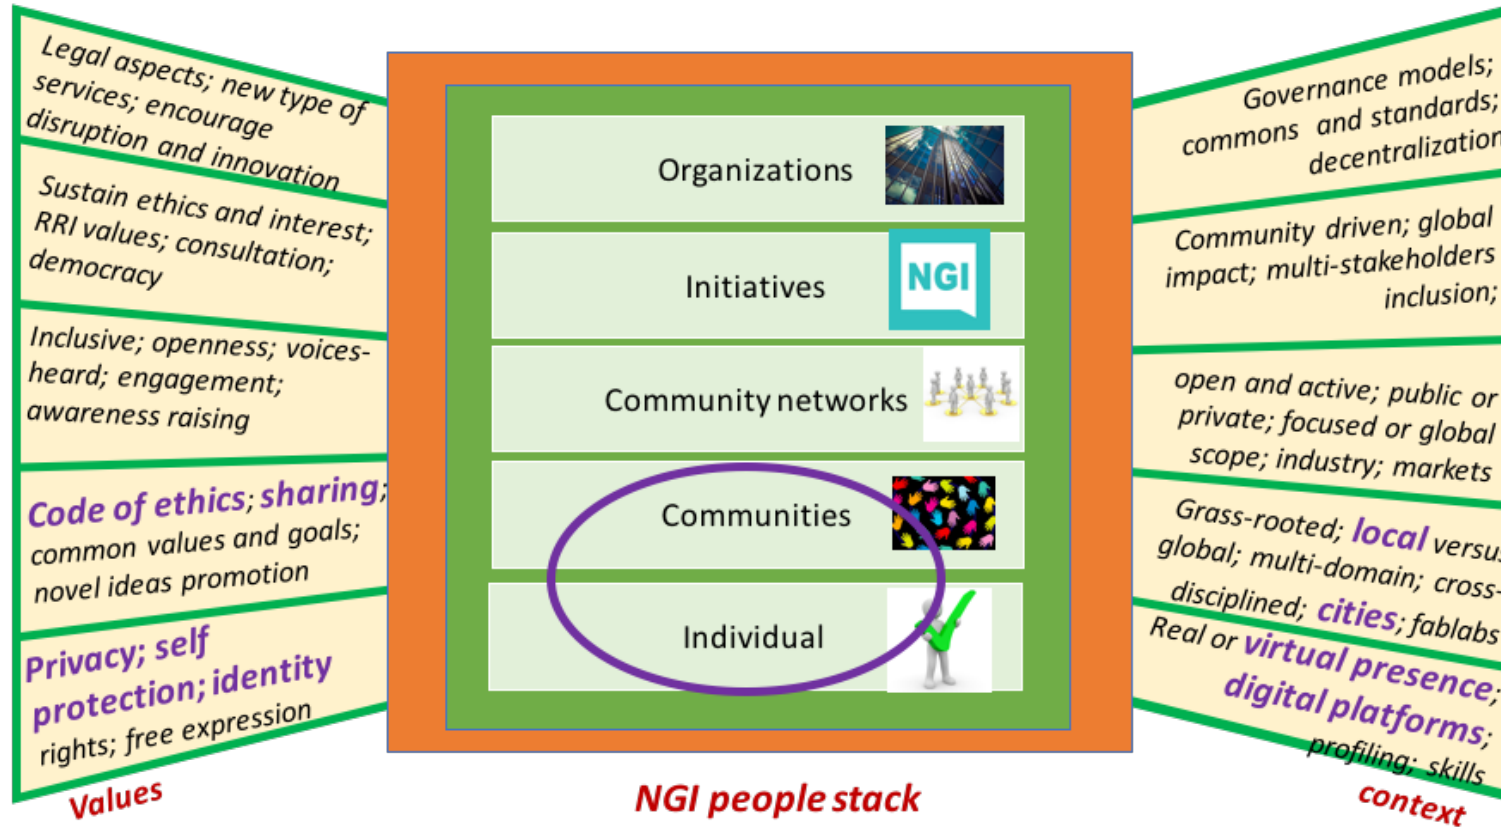 Legal aspects; new type of
services; encourage
disruption and innovation
Sustain ethics and interest;
RRI values; consultation;
democracy
Inclusive; openness; voices-
heard; engagement;
awareness raising
Code of ethics; sharing;
common values and goals;
novel ideas promotion
Privacy; self
protection; identity
rights; free expression
Values
Organizations
Initiatives
NGI
Community networks
Communities
Individual
NGI people stack
Governance models;
commons and standards;
decentralization
Community driven; global
impact; multi-stakeholders
inclusion;
open and active; public or
private; focused or global
scope; industry; markets
Grass-rooted; local versus
global; multi-domain; cross-
disciplined; cities; fablabs
Real or virtual presence;
digital platforms;
profiling; skills
context